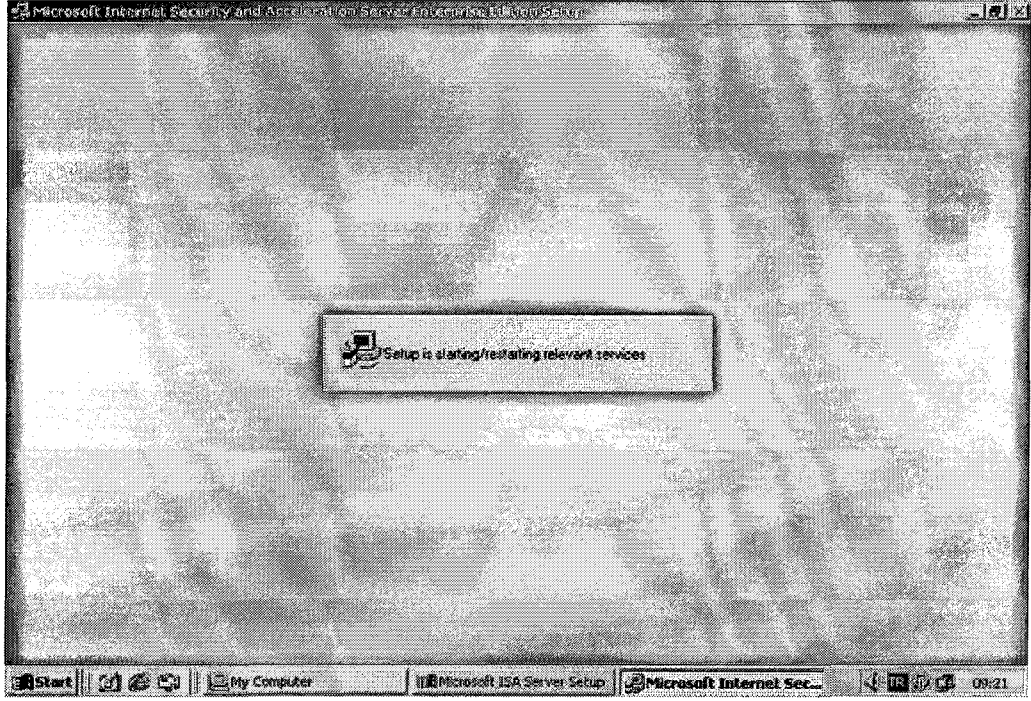 Microsoft Internet Security and Acceleration Server Enterprise Edition Setup
Setup is starting/restarting relevant services
Start
My Computer
Microsoft ISA Server Setup
Microsoft Internet Sec...
09:21